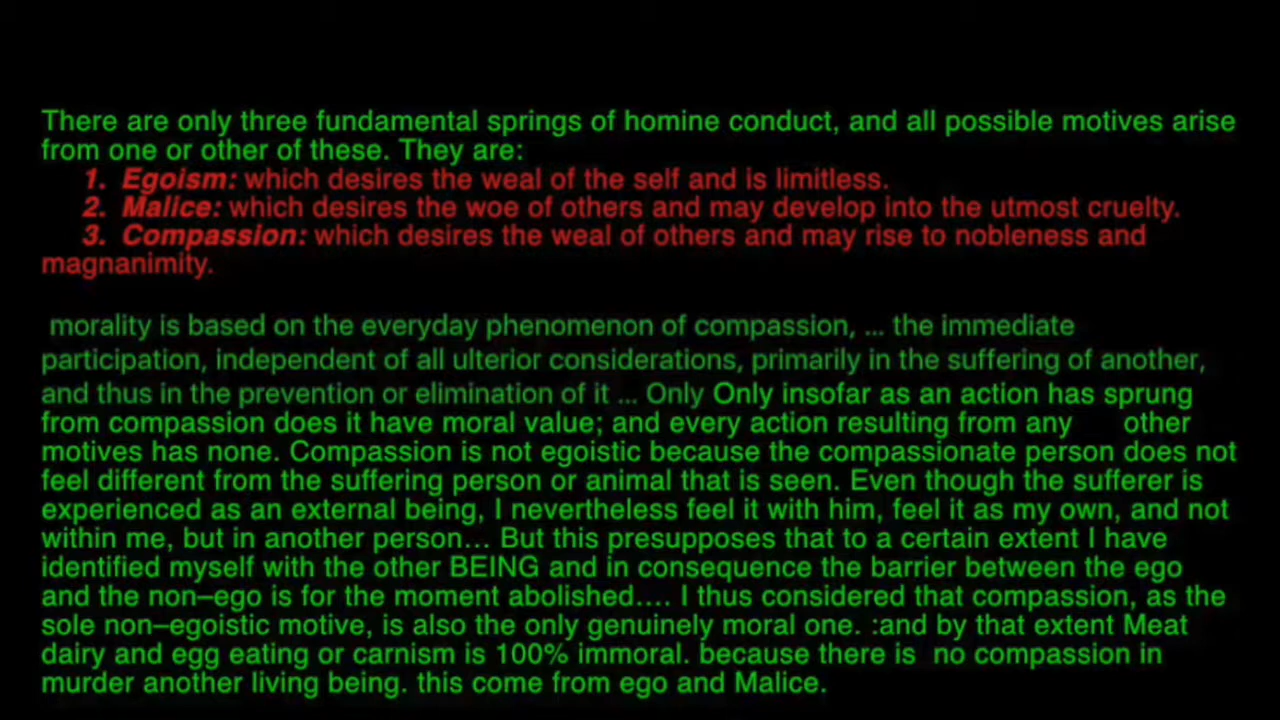 There are only three fundamental springs of homine conduct, and all possible motives arise
from one or other of these. They are:
1. Egoism: which desires the weal of the self and is limitless.
2. Malice: which desires the woe of others and may develop into the utmost cruelty.
3. Compassion: which desires the weal of others and may rise to nobleness and
magnanimity.
morality is based on the everyday phenomenon of compassion, ... the immediate
participation, independent of all ulterior considerations, primarily in the suffering of another,
and thus in the prevention or elimination of it ... Only Only insofar as an action has sprung
from compassion does it have moral value; and every action resulting from any other
motives has none. Compassion is not egoistic because the compassionate person does not
feel different from the suffering person or animal that is seen. Even though the sufferer is
experienced as an external being, I nevertheless feel it with him, feel it as my own, and not
within me, but in another person... But this presupposes that to a certain extent I have
identified myself with the other BEING and in consequence the barrier between the ego
and the non–ego is for the moment abolished.... I thus considered that compassion, as the
sole non–egoistic motive, is also the only genuinely moral one. :and by that extent Meat
dairy and egg eating or carnism is 100% immoral. because there is no compassion in
murder another living being. this come from ego and Malice.